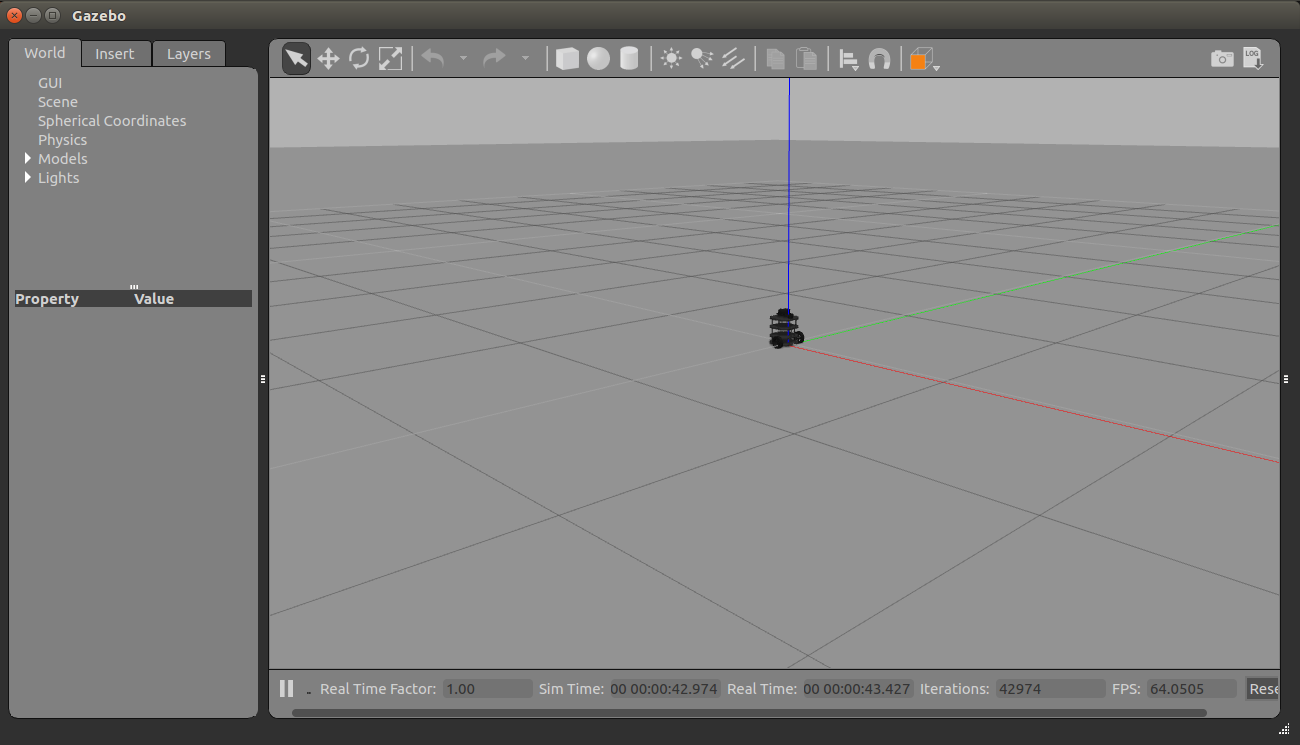 Gazebo
World Insert Layers
LOG
GUI
Scene
Spherical Coordinates
Physics
Models
Lights
Property Value
Real Time Factor: 1.00 Sim Time: 00 00:00:42.974 Real Time: 00 00:00:43.427 Iterations: 42974 FPS: 64.0505 Rese